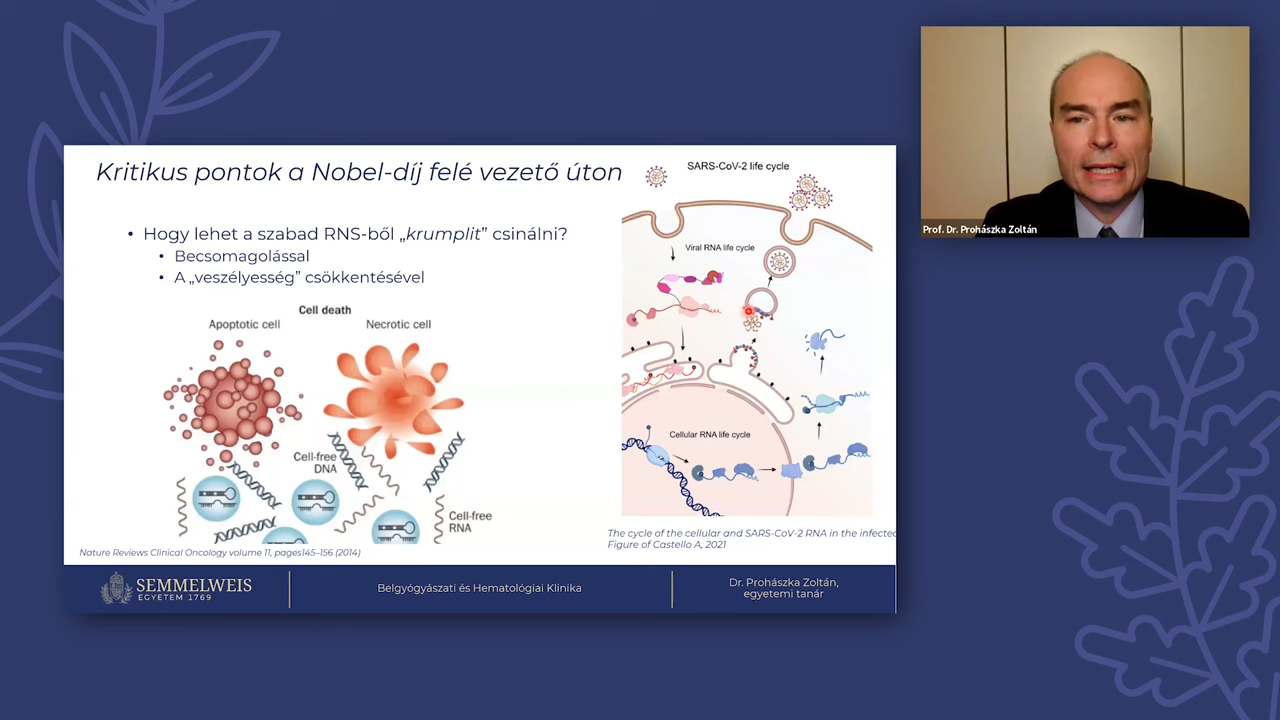 Kritikus pontok a Nobel-díj felé vezető úton
• Hogy lehet a szabad RNS-ből „krumplit” csinálni?
• Becsomagolással
• A „veszélyesség” csökkentésével
Cell death
Apoptotic cell
Necrotic cell
Cell-free
DNA
Cell-free
RNA
Nature Reviews Clinical Oncology volume 11, pages145–156 (2014)
SARS-CoV-2 life cycle
Viral RNA life cycle
Cellular RNA life cycle
The cycle of the cellular and SARS-CoV-2 RNA in the infected
Figure of Castello A, 2021
SEMMELWEIS
EGYETEM 1769
Belgyógyászati és Hematológiai Klinika
Dr. Prohászka Zoltán,
egyetemi tanár
Prof. Dr. Prohászka Zoltán